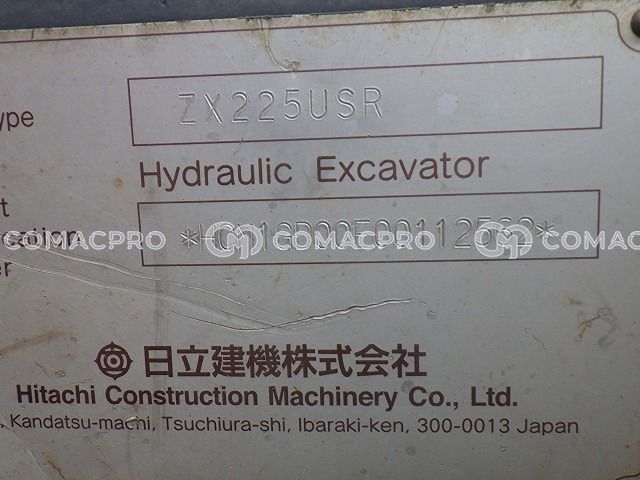 ype
ZX225USR
Hydraulic Excavator
COMACPRO COMACPRO COMACPRO
日立建機株式会社
Hitachi Construction Machinery Co., Ltd.
Kandatsu-machi, Tsuchiura-shi, Ibaraki-ken, 300-0013 Japan